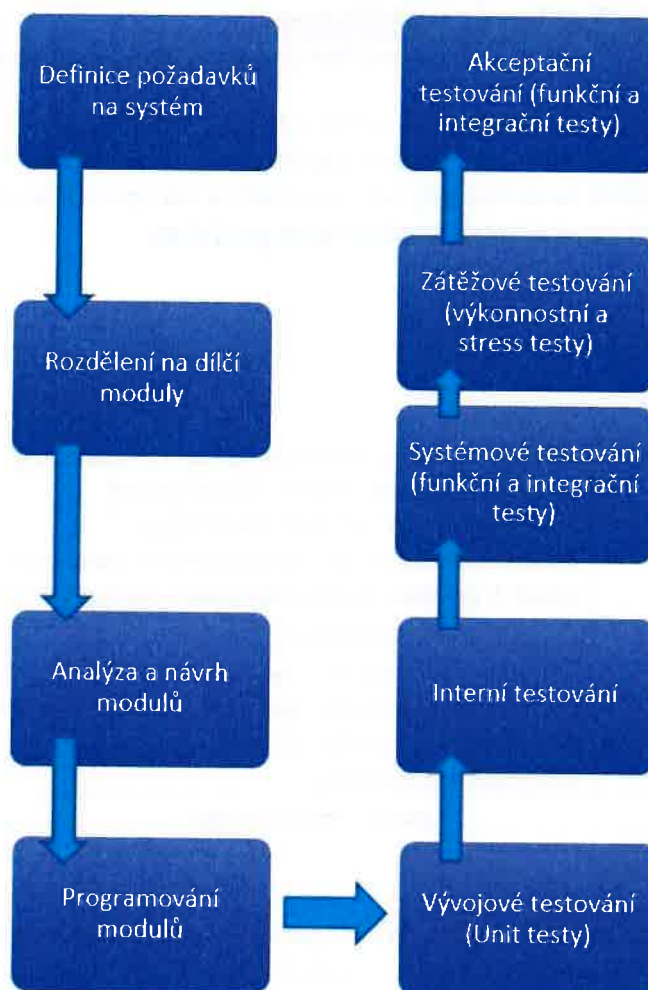 Definice požadavků
na systém
Rozdělení na dílčí
moduly
Analýza a návrh
modulů
Programování
modulů
Vývojové testování
(Unit testy)
Interní testování
Systémové testování
(funkční a integrační
testy)
Zátěžové testování
(výkonnostní a
stress testy)
Akceptační
testování (funkční a
integrační testy)